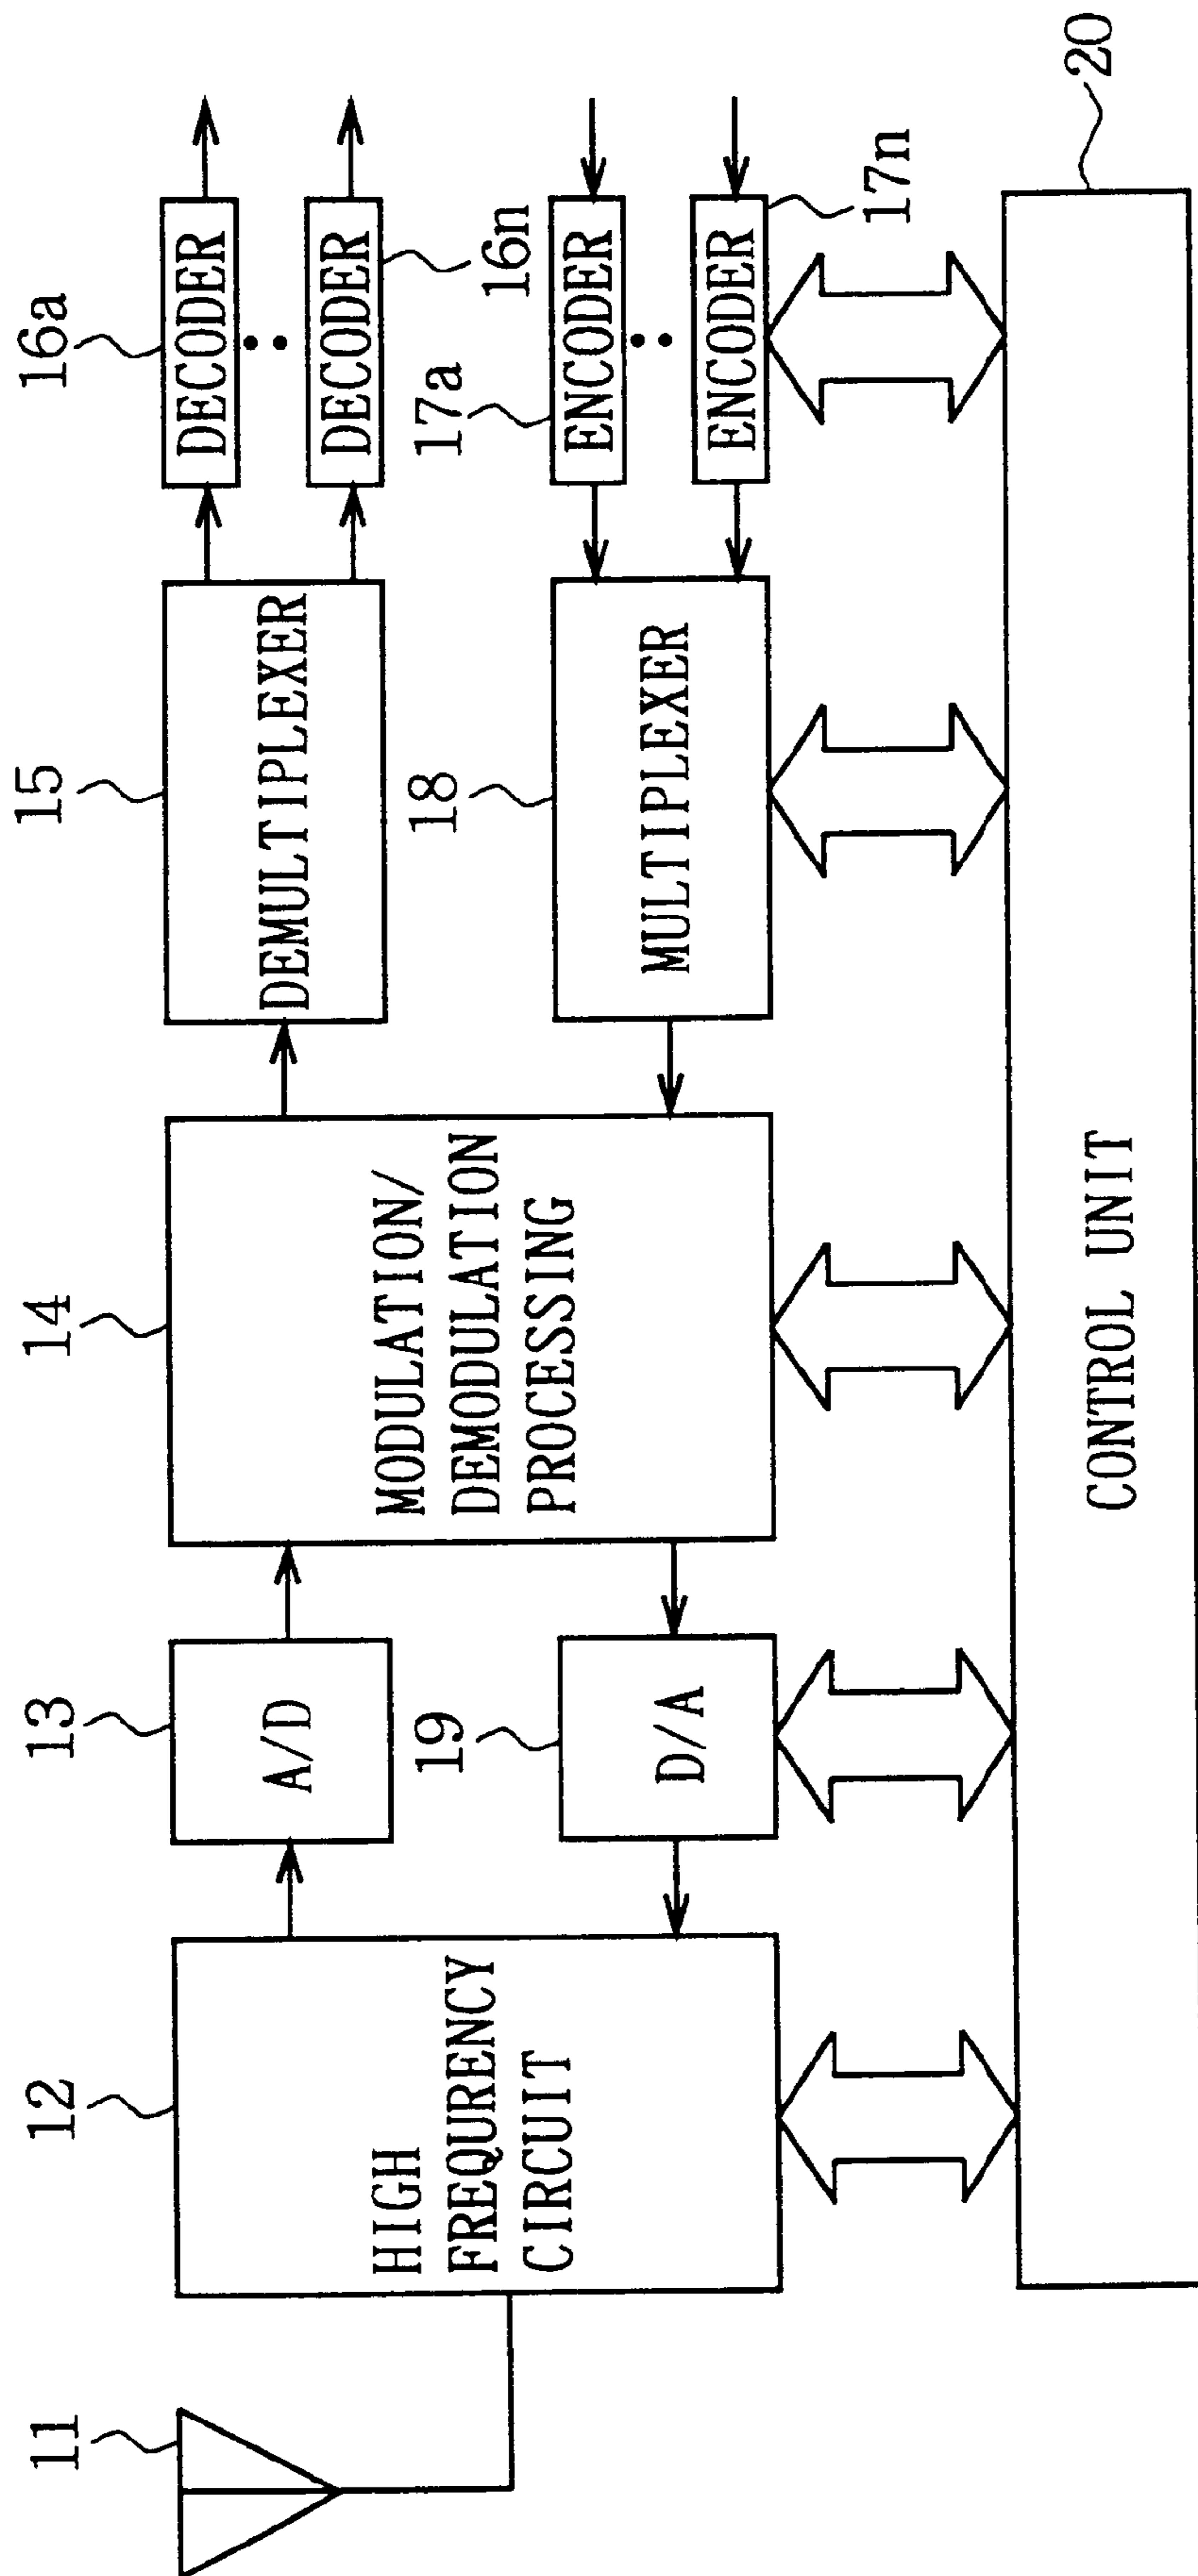 11
12
HIGH
FREQURENCY
CIRCUIT
13
A/D
19
D/A
14
MODULATION/
DEMODULATION
PROCESSING
15
DEMULTIPLEXER
18
MULTIPLEXER
16a
DECODER
DECODER
16n
17a
ENCODER
ENCODER
17n
CONTROL UNIT
20